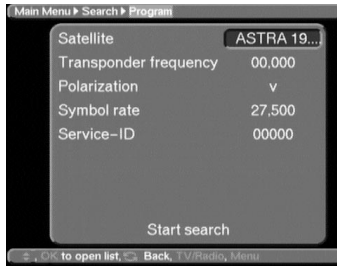 Main Menu ▸ Search ▸ Program
Satellite ASTRA 19...
Transponder frequency 00,000
Polarization v
Symbol rate 27,500
Service-ID 00000
Start search
, OK to open list, Back, TV/Radio, Menu